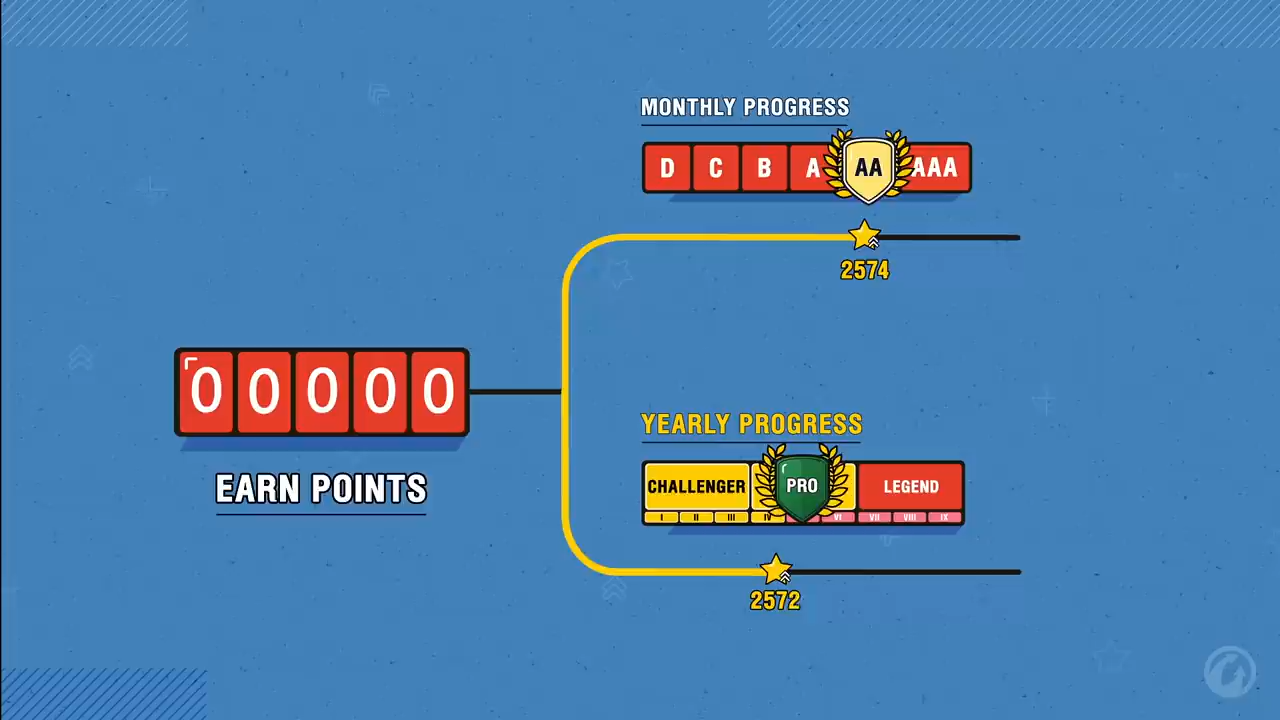 MONTHLY PROGRESS
D C B A AA AAA
2574
00000
EARN POINTS
YEARLY PROGRESS
CHALLENGER PRO LEGEND
I II III IV VI VII VIII IX
2572